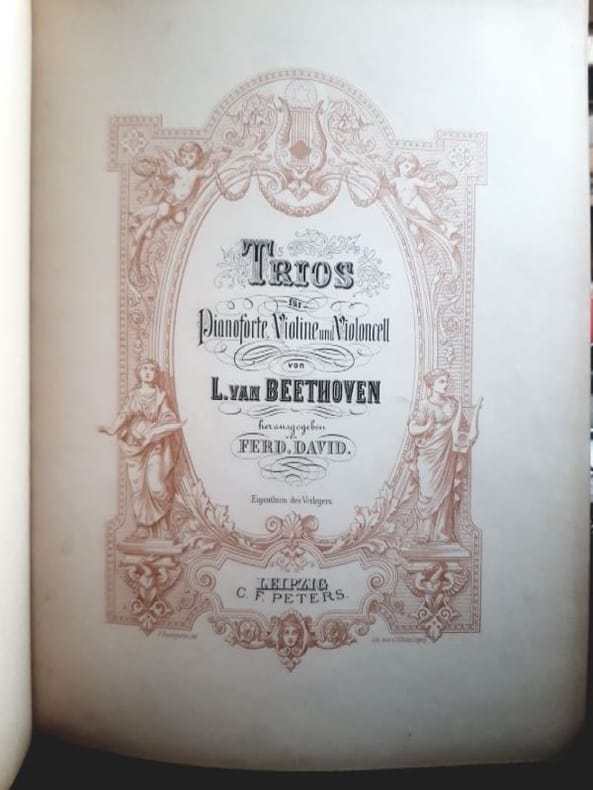 TRIOS
für
Pianoforte, Violine und Violoncell
von
L. VAN BEETHOVEN
herausgegeben
von
FERD. DAVID.
Eigenthum des Verlegers.
LEIPZIG
C. F. PETERS.